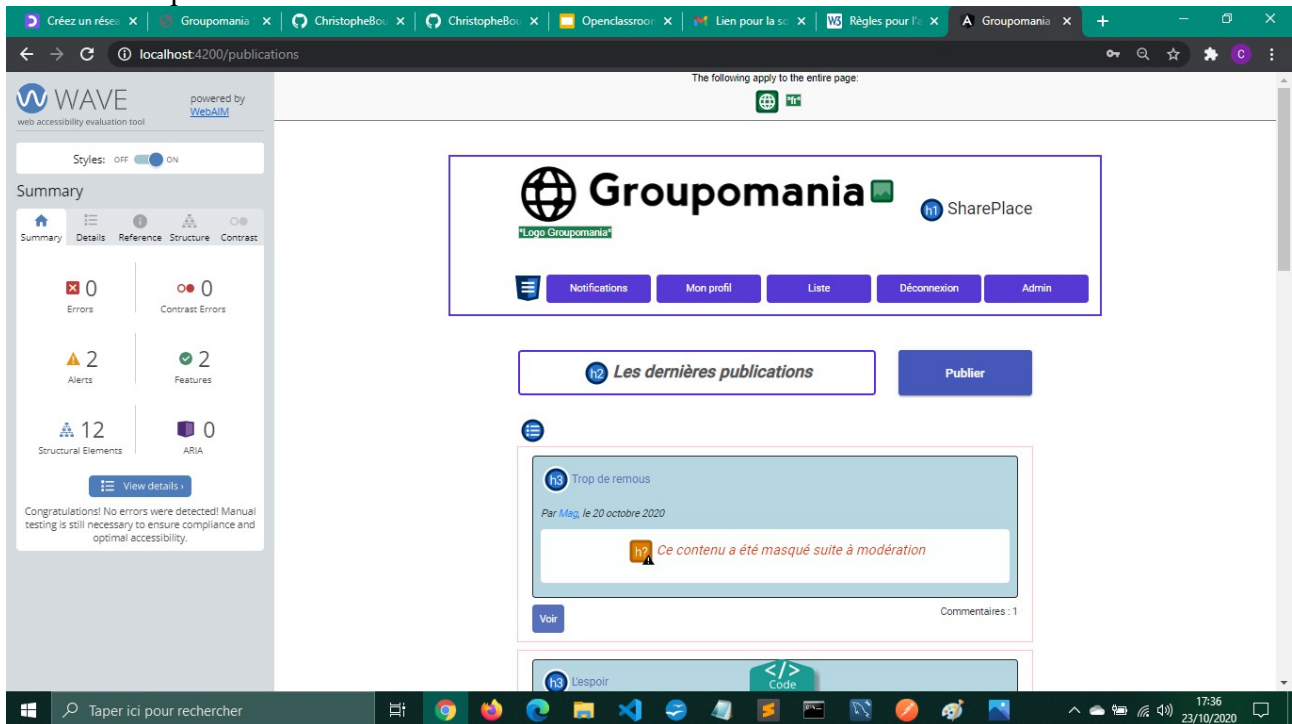 Créez un résea
Groupomania
ChristopheBou
ChristopheBou
Openclassroor
Lien pour la so
Règles pour l'a
Groupomania
localhost:4200/publications
WAVE
web accessibility evaluation tool
powered by
WebAIM
Styles: OFF ON
Summary
Summary Details Reference Structure Contrast
0
Errors
0
Contrast Errors
2
Alerts
2
Features
12
Structural Elements
0
ARIA
View details ›
Congratulations! No errors were detected! Manual
testing is still necessary to ensure compliance and
optimal accessibility.
The following apply to the entire page:
*fr*
Groupomania
*Logo Groupomania*
h1 SharePlace
Notifications
Mon profil
Liste
Déconnexion
Admin
h2 Les dernières publications
Publier
h3 Trop de remous
Par Mag, le 20 octobre 2020
h? Ce contenu a été masqué suite à modération
Voir
Commentaires : 1
h3 L'espoir
</>
Code
Taper ici pour rechercher
17:36
23/10/2020